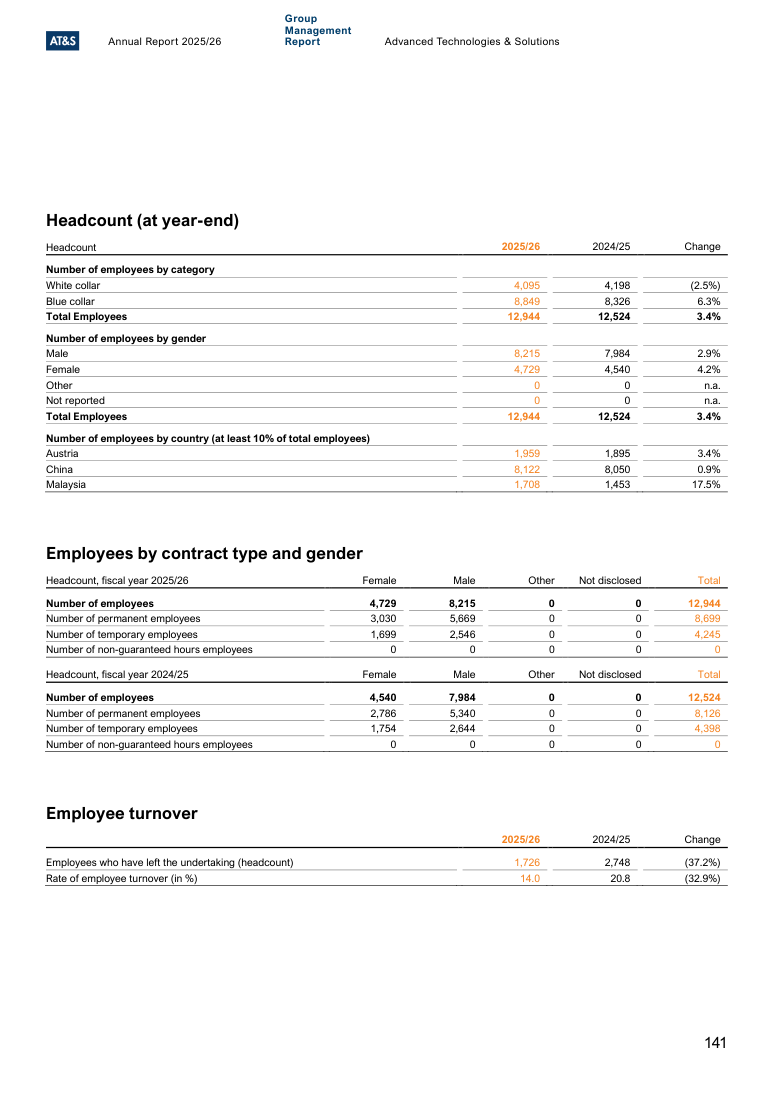 AT&S
Annual Report 2025/26
Group
Management
Report
Advanced Technologies & Solutions
Headcount (at year-end)
Headcount 2025/26 2024/25 Change
Number of employees by category
White collar 4,095 4,198 (2.5%)
Blue collar 8,849 8,326 6.3%
Total Employees 12,944 12,524 3.4%
Number of employees by gender
Male 8,215 7,984 2.9%
Female 4,729 4,540 4.2%
Other 0 0 n.a.
Not reported 0 0 n.a.
Total Employees 12,944 12,524 3.4%
Number of employees by country (at least 10% of total employees)
Austria 1,959 1,895 3.4%
China 8,122 8,050 0.9%
Malaysia 1,708 1,453 17.5%
Employees by contract type and gender
Headcount, fiscal year 2025/26 Female Male Other Not disclosed Total
Number of employees 4,729 8,215 0 0 12,944
Number of permanent employees 3,030 5,669 0 0 8,699
Number of temporary employees 1,699 2,546 0 0 4,245
Number of non-guaranteed hours employees 0 0 0 0 0
Headcount, fiscal year 2024/25 Female Male Other Not disclosed Total
Number of employees 4,540 7,984 0 0 12,524
Number of permanent employees 2,786 5,340 0 0 8,126
Number of temporary employees 1,754 2,644 0 0 4,398
Number of non-guaranteed hours employees 0 0 0 0 0
Employee turnover
2025/26 2024/25 Change
Employees who have left the undertaking (headcount) 1,726 2,748 (37.2%)
Rate of employee turnover (in %) 14.0 20.8 (32.9%)
141